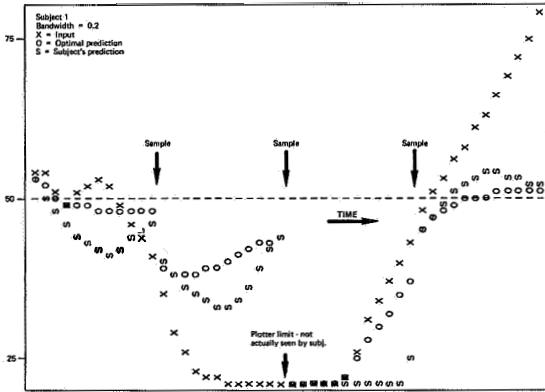 Subject 1
Bandwidth = 0.2
X = Input
O = Optimal prediction
S = Subject's prediction
75
Sample
Sample
Sample
50
TIME
Plotter limit - not
actually seen by subj.
25